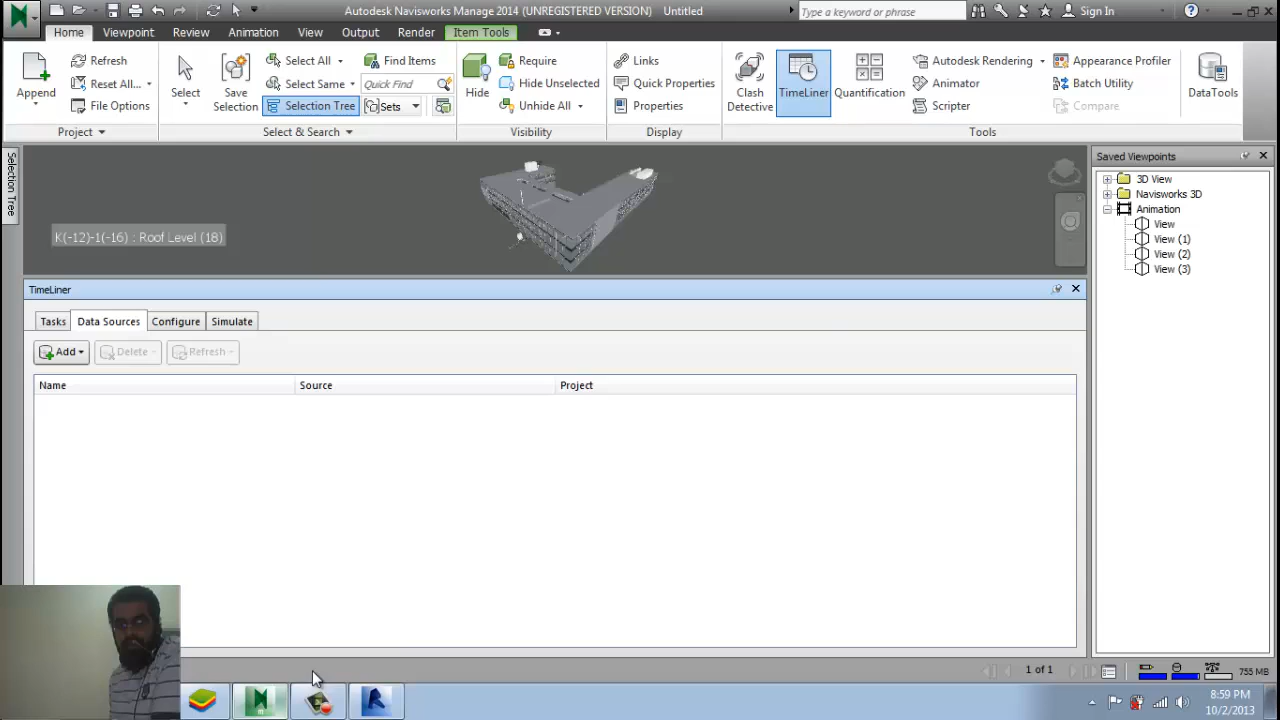 Autodesk Navisworks Manage 2014 (UNREGISTERED VERSION) Untitled
Type a keyword or phrase
Sign In
Home Viewpoint Review Animation View Output Render Item Tools
Append
Refresh
Reset All...
File Options
Project
Select
Save Selection
Select All
Select Same
Selection Tree
Find Items
Quick Find
Sets
Select & Search
Hide
Require
Hide Unselected
Unhide All
Visibility
Links
Quick Properties
Properties
Display
Clash Detective
TimeLiner
Quantification
Autodesk Rendering
Animator
Scripter
Appearance Profiler
Batch Utility
Compare
DataTools
Tools
Selection Tree
K(-12)-1(-16) : Roof Level (18)
Saved Viewpoints
3D View
Navisworks 3D
Animation
View
View (1)
View (2)
View (3)
TimeLiner
Tasks Data Sources Configure Simulate
Add Delete Refresh
Name Source Project
1 of 1
755 MB
8:59 PM
10/2/2013